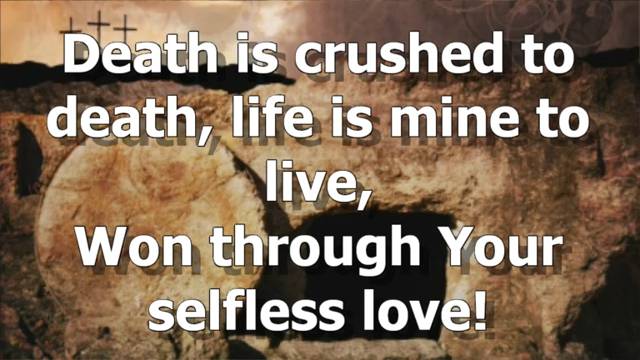 Death is crushed to
death, life is mine to
live,
Won through Your
selfless love!